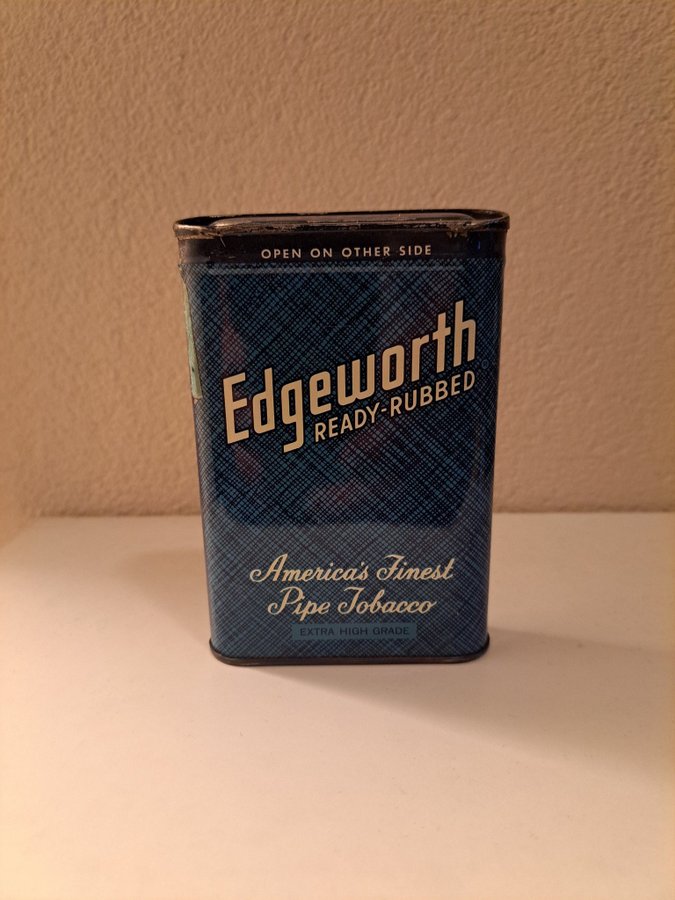 OPEN ON OTHER SIDE
Edgeworth
READY-RUBBED
America's Finest
Pipe Tobacco
EXTRA HIGH GRADE